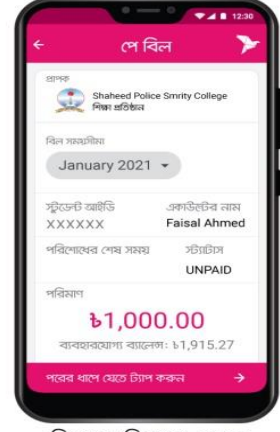 12:30
পে বিল
প্রাপক
Shaheed Police Smrity College
শিক্ষা প্রতিষ্ঠান
বিল সময়সীমা
January 2021
স্টুডেন্ট আইডি
একাউন্টের নাম
XXXXXX
Faisal Ahmed
পরিশোধের শেষ সময়
স্ট্যাটাস
UNPAID
পরিমাণ
৳1,000.00
ব্যবহারযোগ্য ব্যালেন্স: ৳1,915.27
পরের ধাপে যেতে ট্যাপ করুন